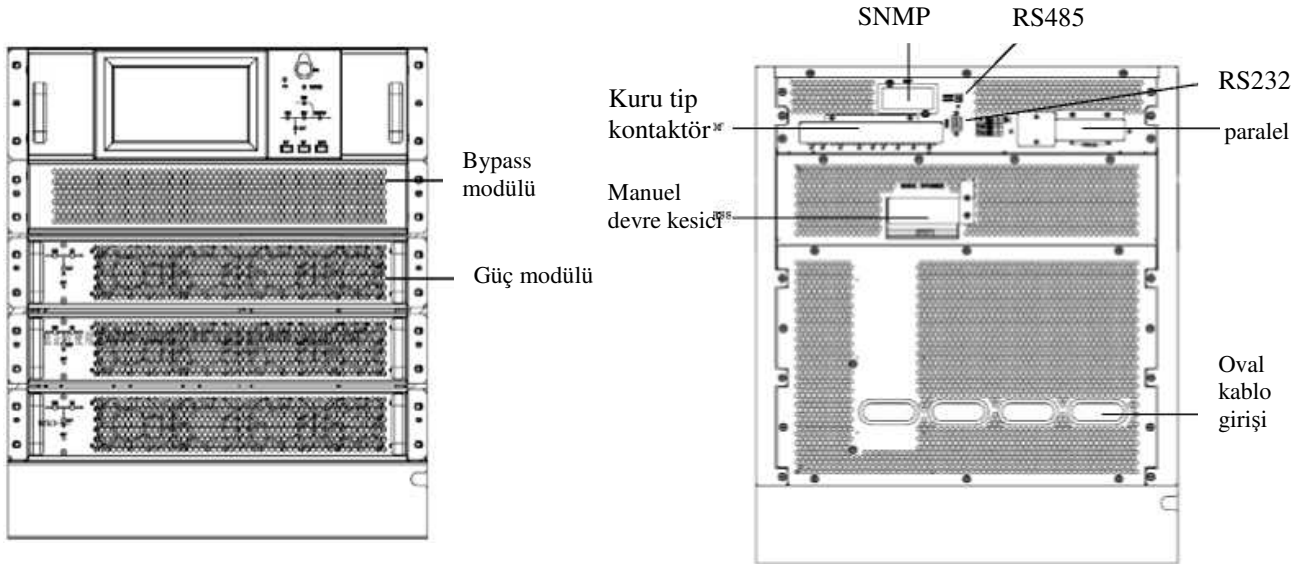 SNMP
RS485
RS232
Kuru tip
kontaktör
paralel
Bypass
modülü
Manuel
devre kesici
Güç modülü
Oval
kablo
girişi